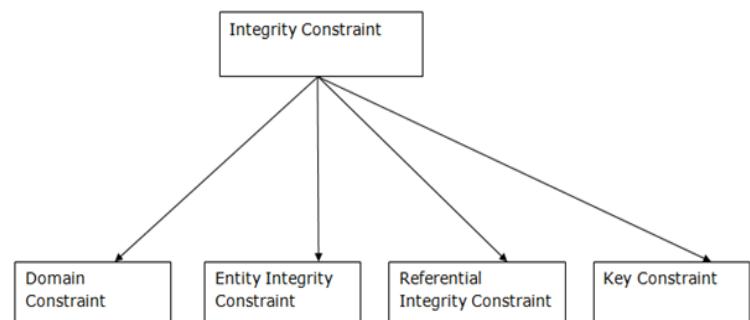 Integrity Constraint
Domain
Constraint
Entity Integrity
Constraint
Referential
Integrity Constraint
Key Constraint